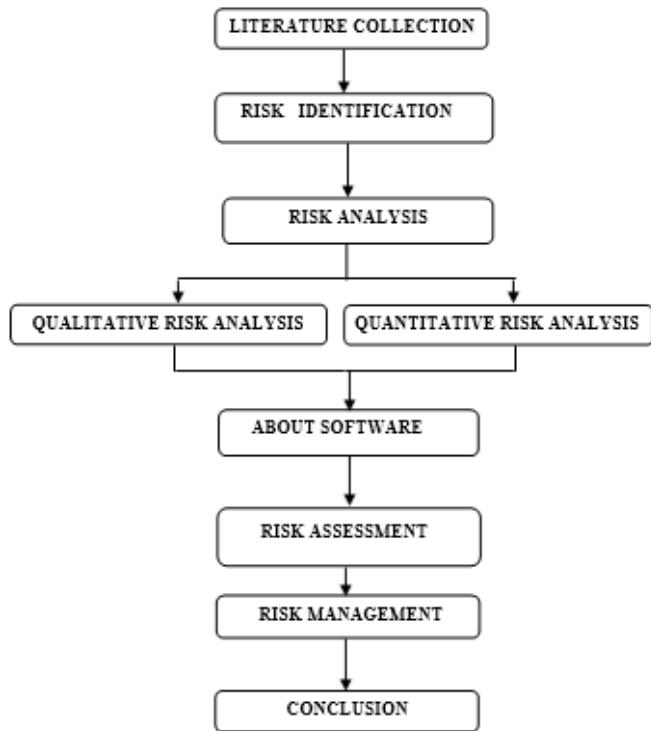 LITERATURE COLLECTION
RISK IDENTIFICATION
RISK ANALYSIS
QUALITATIVE RISK ANALYSIS
QUANTITATIVE RISK ANALYSIS
ABOUT SOFTWARE
RISK ASSESSMENT
RISK MANAGEMENT
CONCLUSION